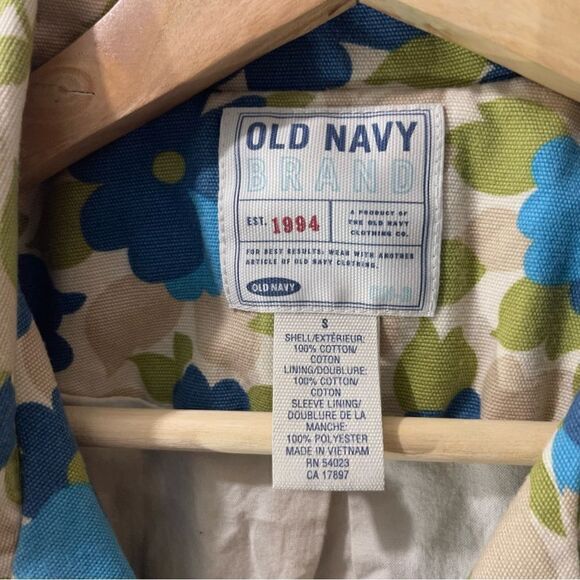 OLD NAVY
BRAND
EST. 1994
A PRODUCT OF
THE OLD NAVY
CLOTHING CO.
FOR BEST RESULTS: WEAR WITH ANOTHER
ARTICLE OF OLD NAVY CLOTHING.
OLD NAVY
S
SHELL/EXTÉRIEUR:
100% COTTON/
COTON
LINING/DOUBLURE:
100% COTTON/
COTON
SLEEVE LINING/
DOUBLURE DE LA
MANCHE:
100% POLYESTER
MADE IN VIETNAM
RN 54023
CA 17897